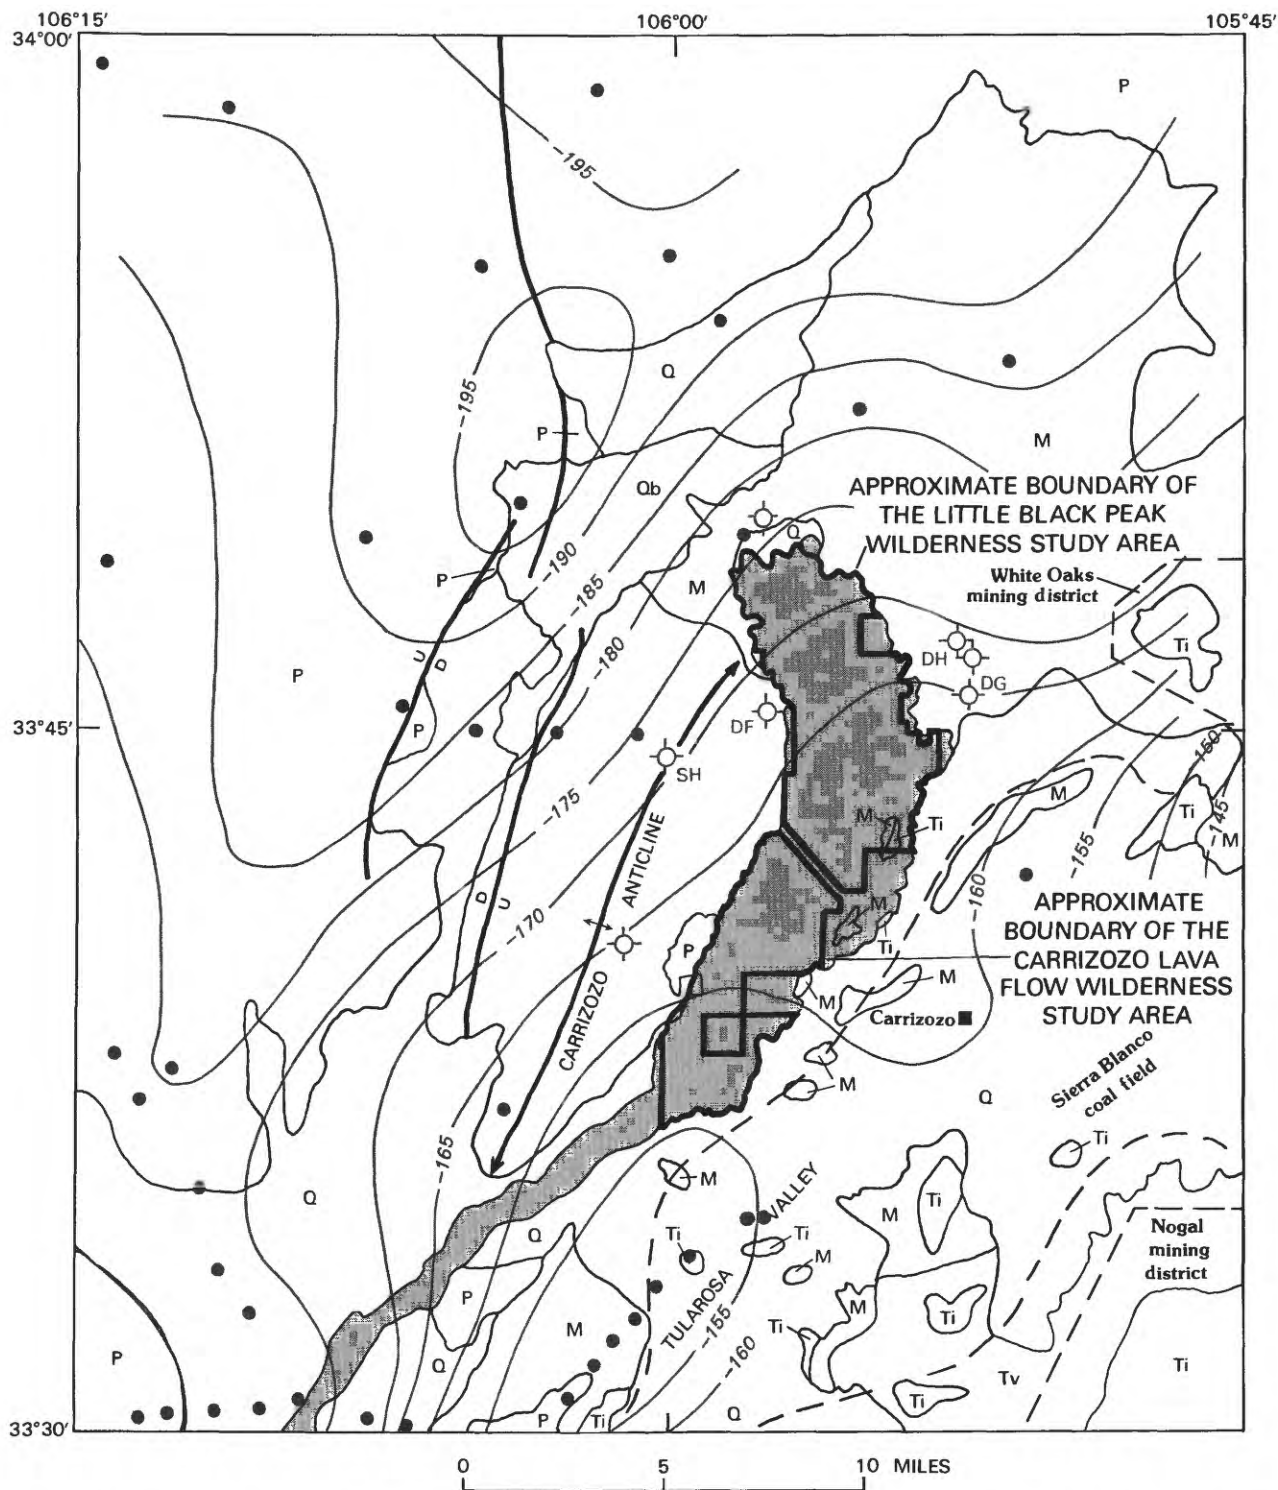 106°15' 106°00' 105°45'
34°00'
P
-195
-195
Q
P
M
Qb
APPROXIMATE BOUNDARY OF
THE LITTLE BLACK PEAK
WILDERNESS STUDY AREA
Q
White Oaks
mining district
-190
P
-185
M
-180
U
D
P
DH
Ti
DG
P
DF
33°45'
SH
-150
-175
M
Ti
-145
M
M
Ti
-155
ANTICLINE
D
U
-160
-170
M
APPROXIMATE
BOUNDARY OF THE
CARRIZOZO LAVA
FLOW WILDERNESS
STUDY AREA
Ti
P
M
M
Carrizozo
CARRIZOZO
M
M
Sierra Blanco
coal field
Q
Ti
-165
M
VALLEY
Q
M
Ti
Nogal
mining
district
Q
Ti
Ti
M
TULAROSA
P
M
M
Ti
-155
Ti
P
-160
Q
Tv
Ti
Ti
P
Ti
Q
33°30'
0 5 10 MILES